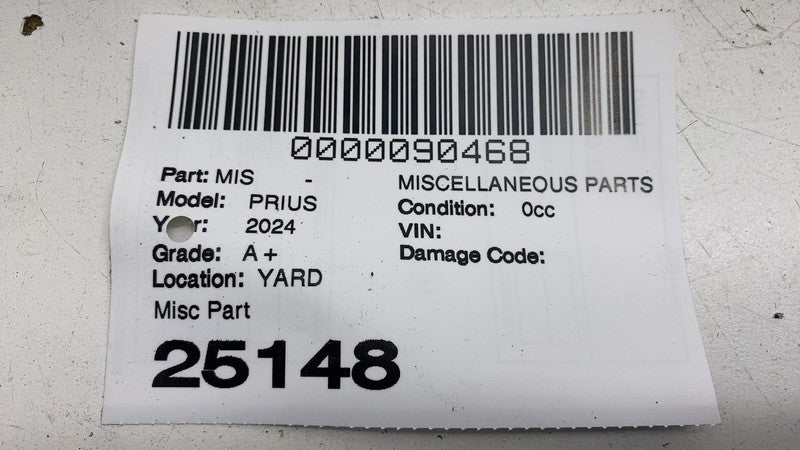 0000090468
Part: MIS - MISCELLANEOUS PARTS
Model: PRIUS Condition: 0cc
Year: 2024 VIN:
Grade: A+ Damage Code:
Location: YARD
Misc Part
25148